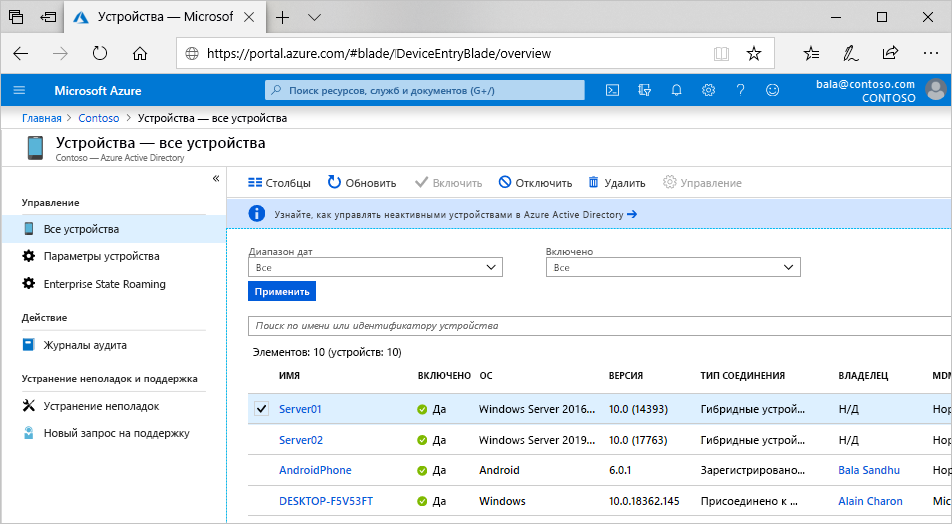 Устройства — Microsof
https://portal.azure.com/#blade/DeviceEntryBlade/overview
Microsoft Azure
Поиск ресурсов, служб и документов (G+/)
bala@contoso.com
CONTOSO
Главная > Contoso > Устройства — все устройства
Устройства — все устройства
Contoso — Azure Active Directory
Управление
Все устройства
Параметры устройства
Enterprise State Roaming
Действие
Журналы аудита
Устранение неполадок и поддержка
Устранение неполадок
Новый запрос на поддержку
Столбцы Обновить Включить Отключить Удалить Управление
Узнайте, как управлять неактивными устройствами в Azure Active Directory
Диапазон дат Включено
Все Все
Применить
Поиск по имени или идентификатору устройства
Элементов: 10 (устройств: 10)
ИМЯ ВКЛЮЧЕНО ОС ВЕРСИЯ ТИП СОЕДИНЕНИЯ ВЛАДЕЛЕЦ MDM
Server01 Да Windows Server 2016... 10.0 (14393) Гибридные устрой... Н/Д Нор
Server02 Да Windows Server 2019... 10.0 (17763) Гибридные устрой... Н/Д Нор
AndroidPhone Да Android 6.0.1 Зарегистрировано... Bala Sandhu Нор
DESKTOP-F5V53FT Да Windows 10.0.18362.145 Присоединено к ... Alain Charon Mic